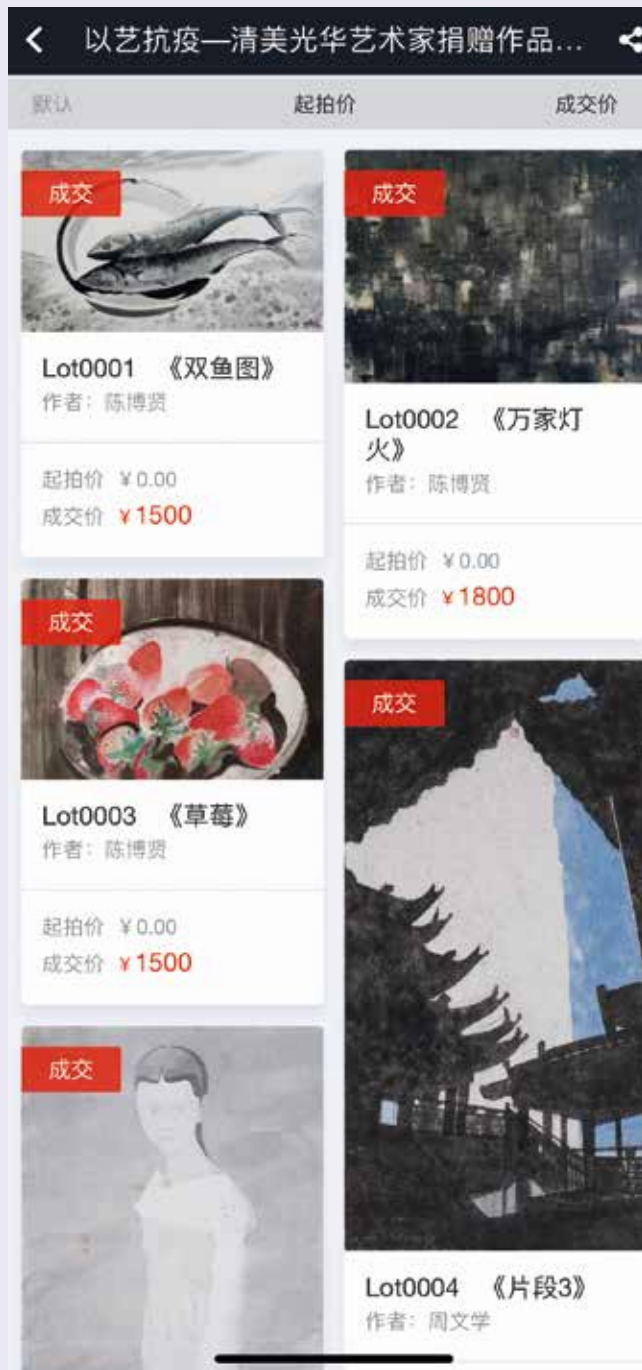 以艺抗疫—清美光华艺术家捐赠作品...
默认 起拍价 成交价
成交
Lot0001 《双鱼图》
作者：陈博贤
起拍价 ￥0.00
成交价 ￥1500
成交
Lot0002 《万家灯
火》
作者：陈博贤
起拍价 ￥0.00
成交价 ￥1800
成交
Lot0003 《草莓》
作者：陈博贤
起拍价 ￥0.00
成交价 ￥1500
成交
Lot0004 《片段3》
作者：周文学
成交